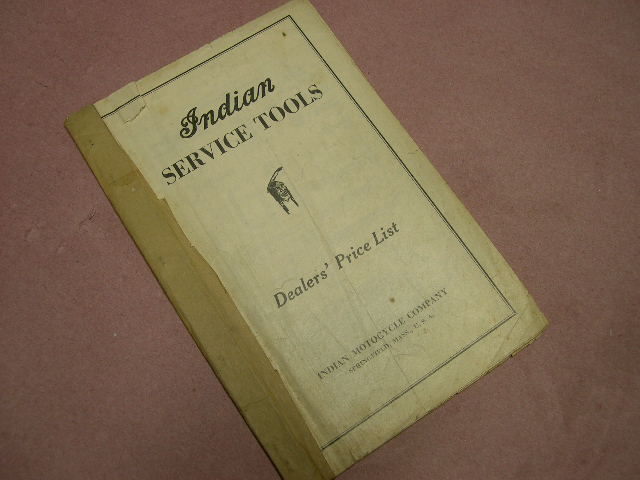 Indian
SERVICE TOOLS
Dealers' Price List
INDIAN MOTOCYCLE COMPANY
SPRINGFIELD, MASS., U. S. A.